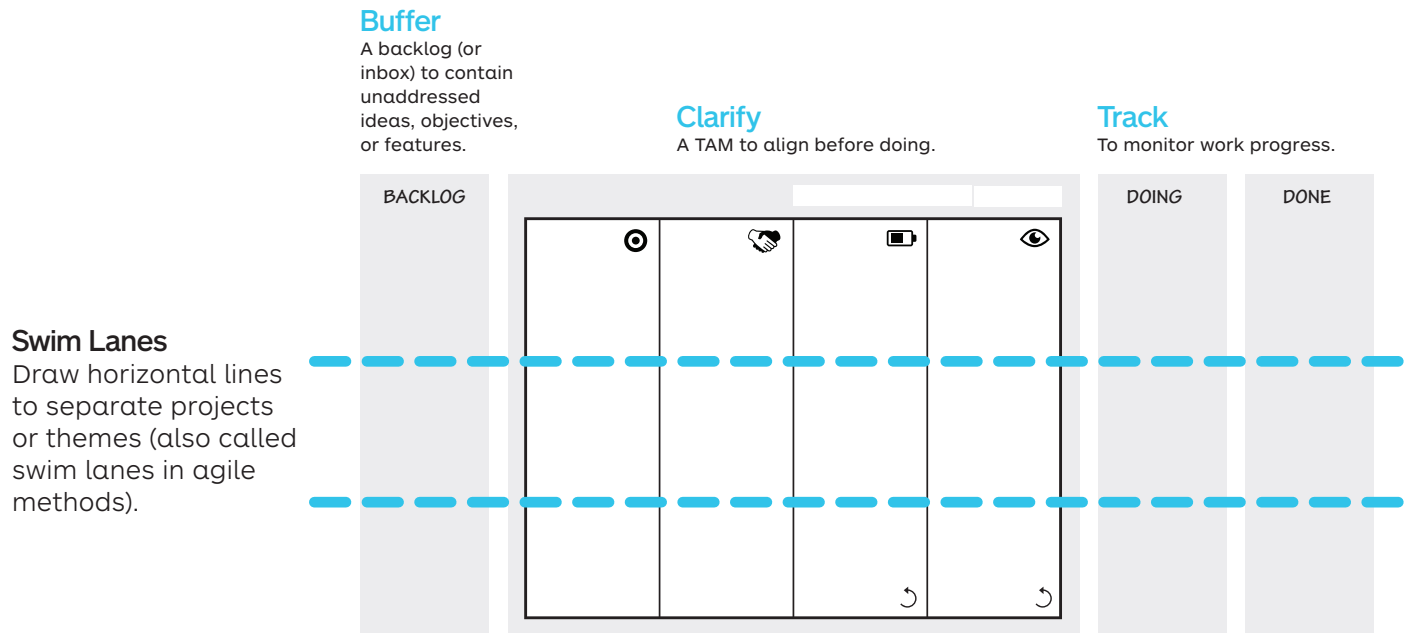 Buffer
A backlog (or
inbox) to contain
unaddressed
ideas, objectives,
or features.
Clarify
A TAM to align before doing.
Track
To monitor work progress.
BACKLOG
DOING
DONE
Swim Lanes
Draw horizontal lines
to separate projects
or themes (also called
swim lanes in agile
methods).